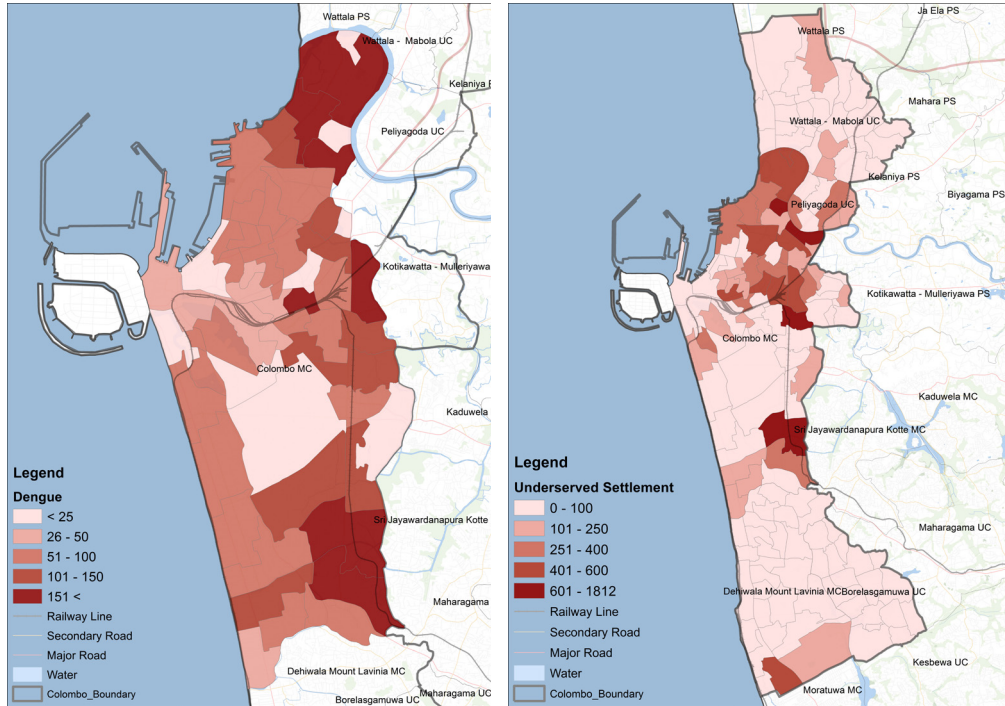 Wattala PS
Wattala - Mabola UC
Kelaniya P
Peliyagoda UC
Kotikawatta - Mulleriyawa
Colombo MC
Kaduwela
Sri Jayawardanapura Kotte
Maharagama
Dehiwala Mount Lavinia MC
Maharagama UC
Borelasgamuwa UC
Legend
Dengue
< 25
26 - 50
51 - 100
101 - 150
151 <
Railway Line
Secondary Road
Major Road
Water
Colombo_Boundary
Ja Ela PS
Wattala PS
Mahara PS
Wattala - Mabola UC
Kelaniya PS
Biyagama PS
Peliyagoda UC
Kotikawatta - Mulleriyawa PS
Colombo MC
Kaduwela MC
Sri Jayawardanapura Kotte MC
Maharagama UC
Dehiwala Mount Lavinia MC
Borelasgamuwa UC
Kesbewa UC
Moratuwa MC
Legend
Underserved Settlement
0 - 100
101 - 250
251 - 400
401 - 600
601 - 1812
Railway Line
Secondary Road
Major Road
Water
Colombo_Boundary